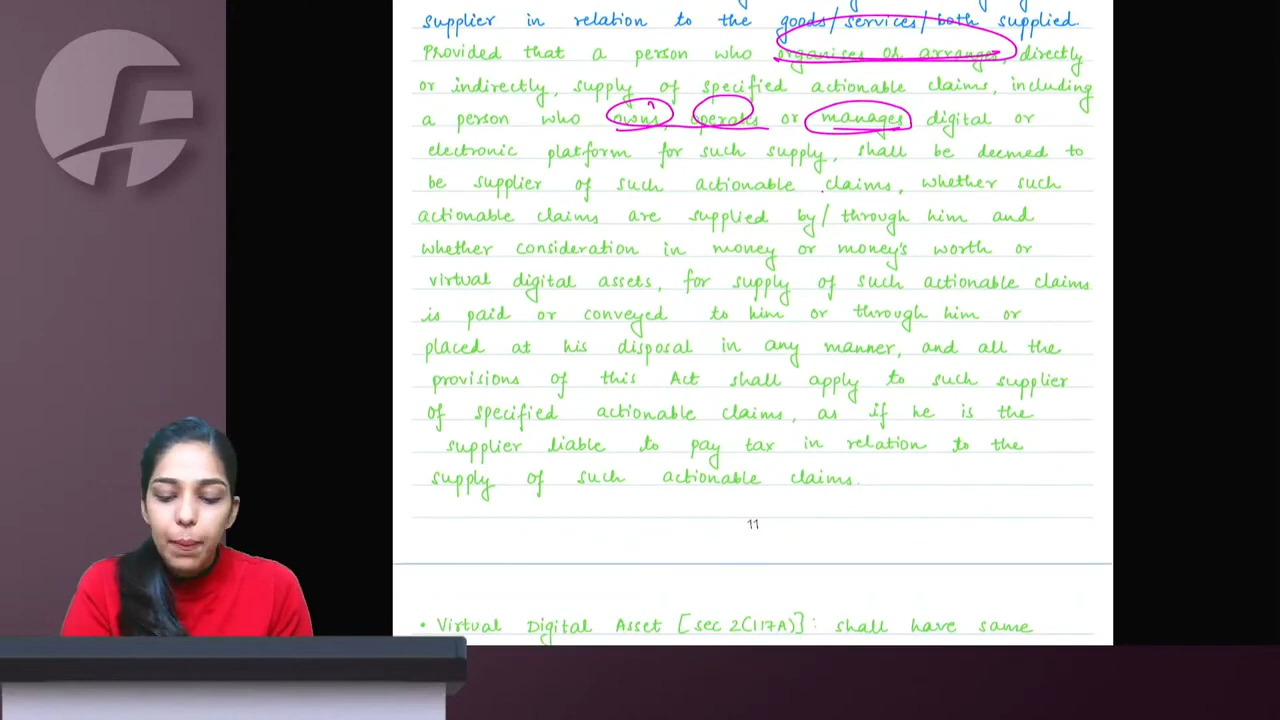 supplier in relation to the goods/services/both supplied.
Provided that a person who organises or arranges, directly
or indirectly, supply of specified actionable claims, including
a person who owns, operates or manages digital or
electronic platform for such supply, shall be deemed to
be supplier of such actionable claims, whether such
actionable claims are supplied by/through him and
whether consideration in money or money's worth or
virtual digital assets, for supply of such actionable claims
is paid or conveyed to him or through him or
placed at his disposal in any manner, and all the
provisions of this Act shall apply to such supplier
of specified actionable claims, as if he is the
supplier liable to pay tax in relation to the
supply of such actionable claims.
11
• Virtual Digital Asset [sec 2(117A)]: shall have same